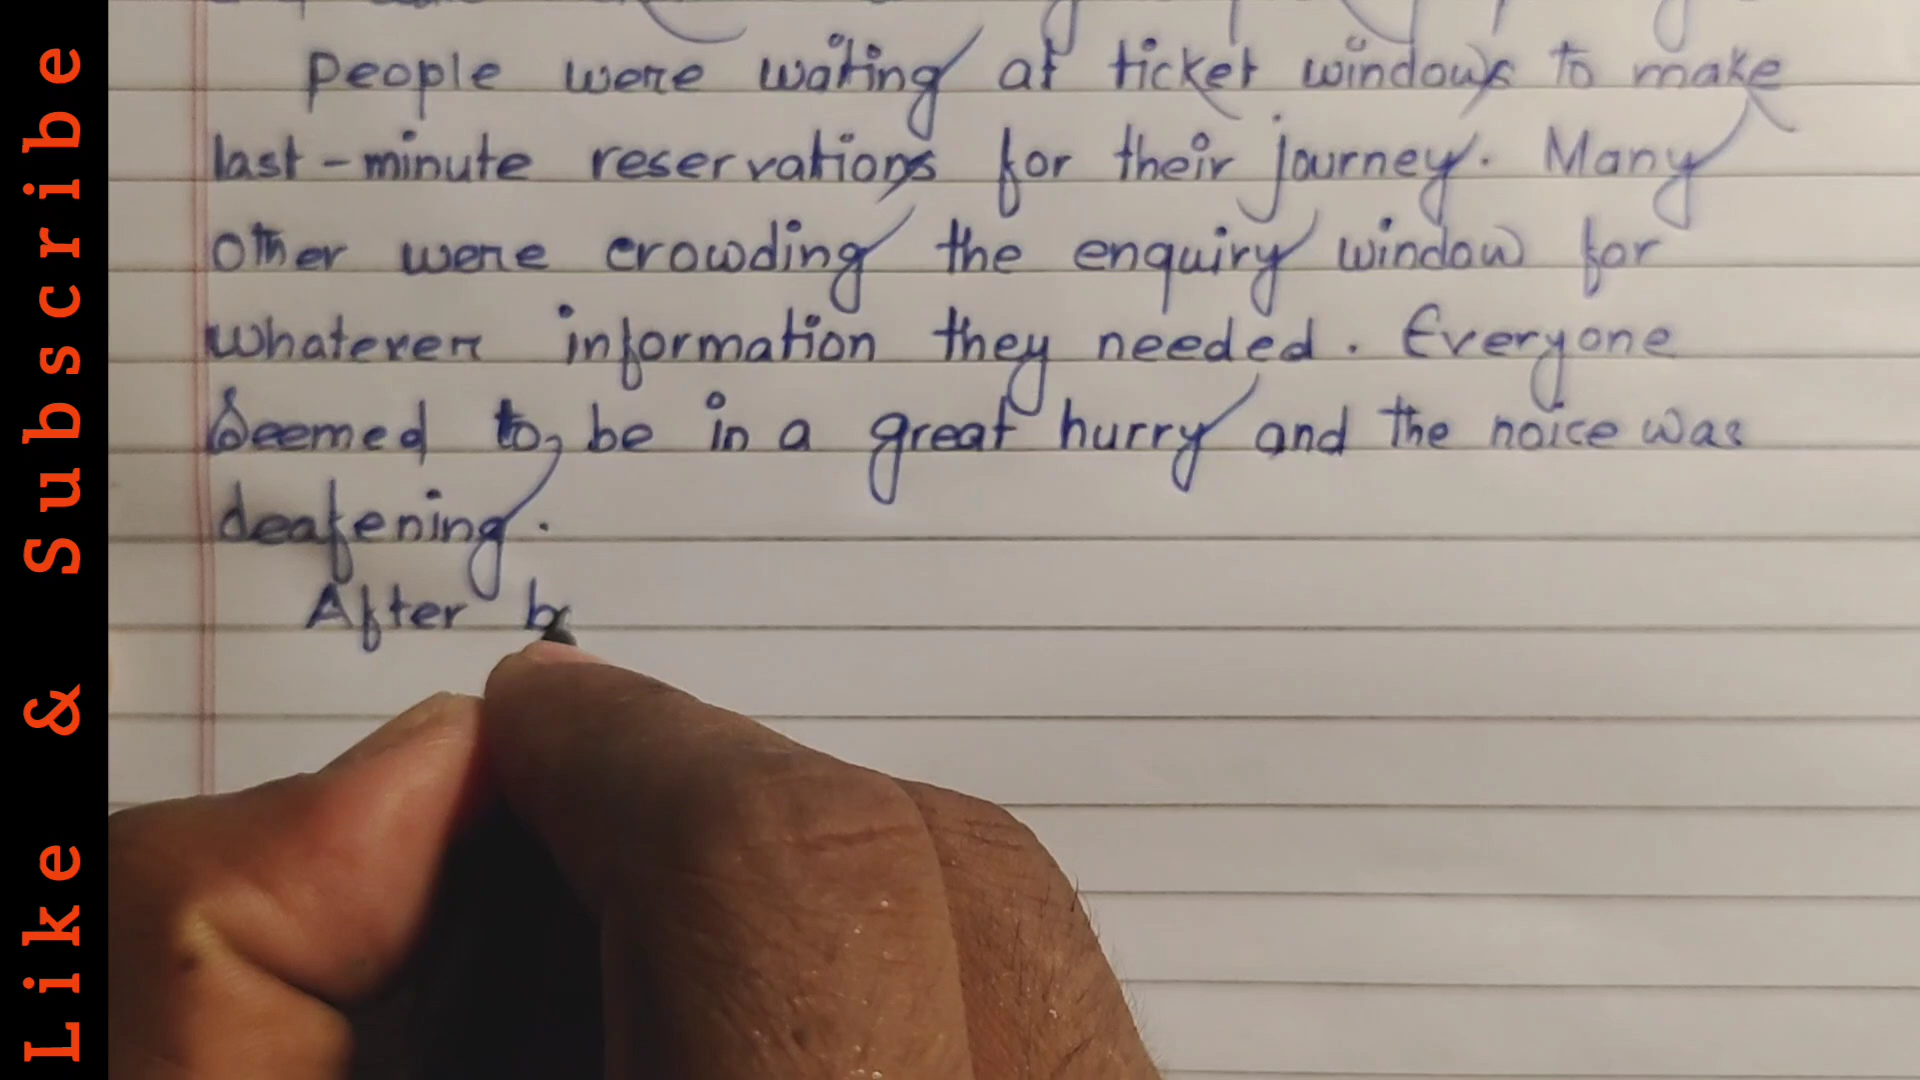 Like & Subscribe
people were wating at ticket windows to make
last-minute reservations for their journey. Many
other were crowding the enquiry window for
whatever information they needed. Everyone
Seemed to, be in a great hurry and the noice was
deafening.
After b